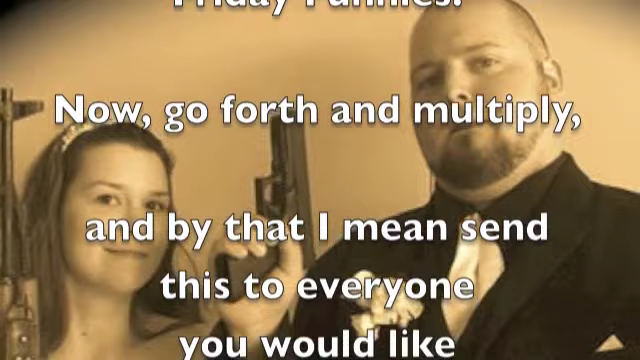 Friday Funnies.
Now, go forth and multiply,
and by that I mean send
this to everyone
you would like